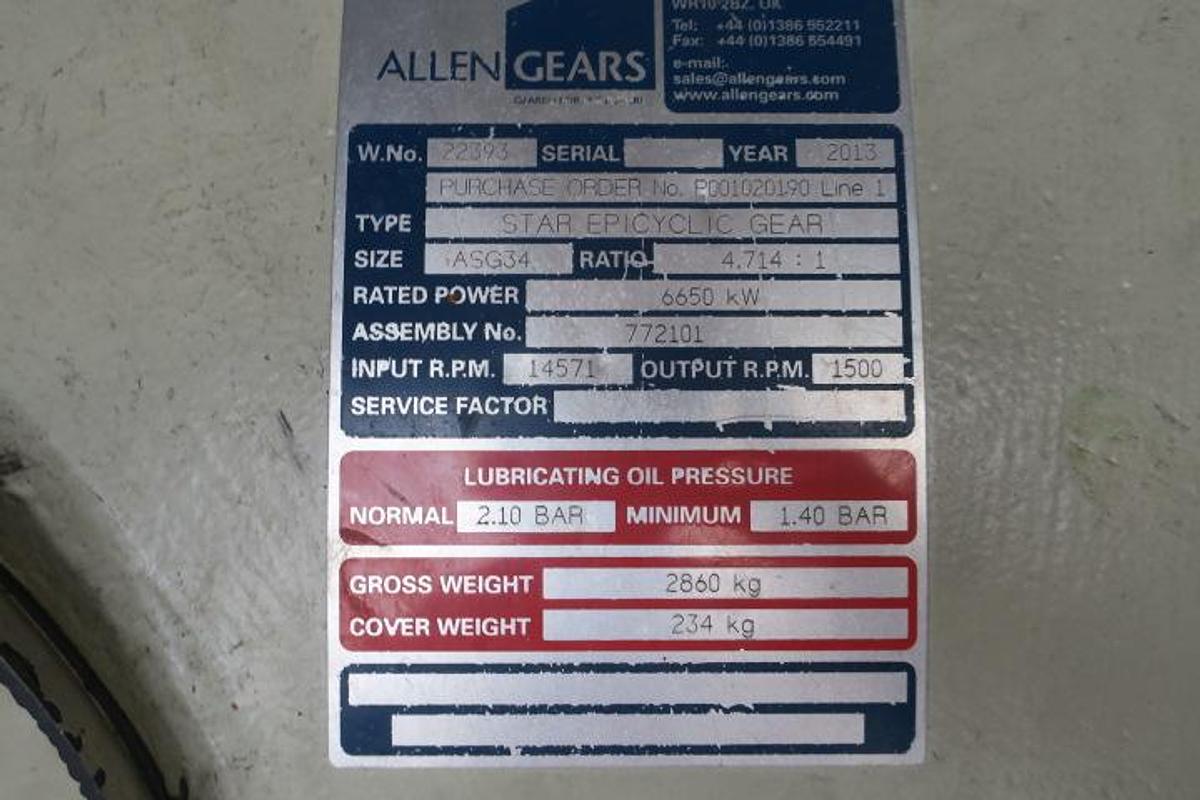 WR10 2BZ, UK
Tel: +44 (0)1386 552211
Fax: +44 (0)1386 554491
e-mail:
sales@allengears.com
www.allengears.com
ALLEN GEARS
W.No. 22393 SERIAL YEAR 2013
PURCHASE ORDER No. P001020190 Line 1
TYPE STAR EPICYCLIC GEAR
SIZE ASG34 RATIO 4.714 : 1
RATED POWER 6650 kW
ASSEMBLY No. 772101
INPUT R.P.M. 14571 OUTPUT R.P.M. 1500
SERVICE FACTOR
LUBRICATING OIL PRESSURE
NORMAL 2.10 BAR MINIMUM 1.40 BAR
GROSS WEIGHT 2860 kg
COVER WEIGHT 234 kg